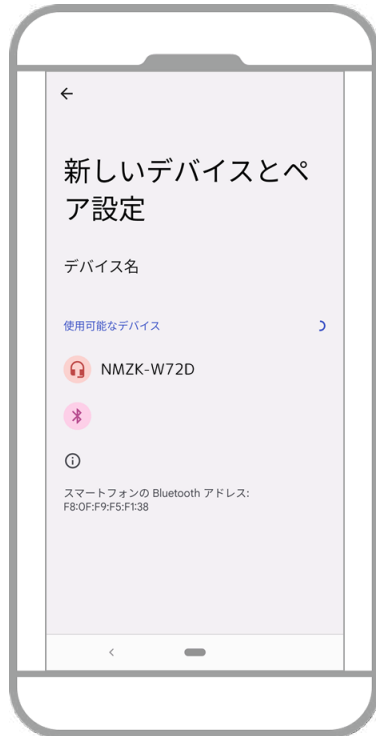 新しいデバイスとペ
ア設定
デバイス名
使用可能なデバイス
NMZK-W72D
スマートフォンの Bluetooth アドレス:
F8:0F:F9:F5:F1:38